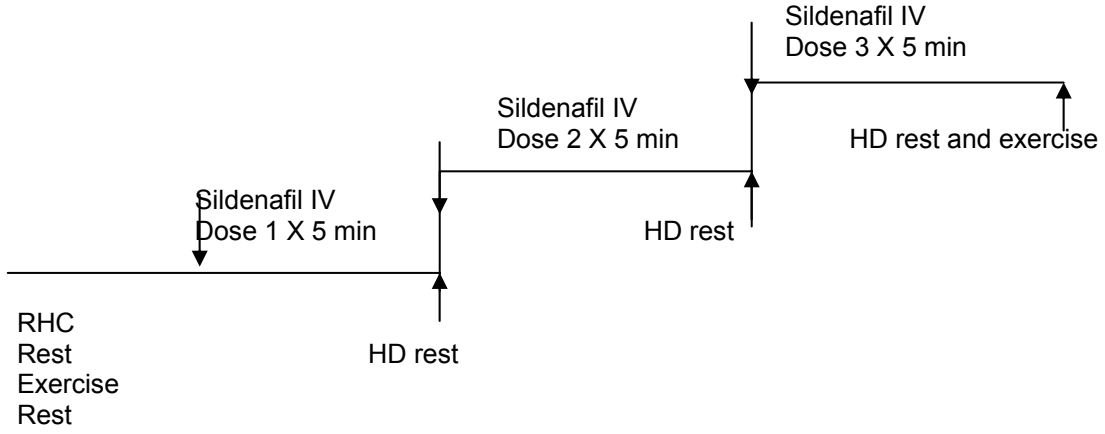 Sildenafil IV
Dose 3 X 5 min
Sildenafil IV
Dose 2 X 5 min
HD rest and exercise
Sildenafil IV
Dose 1 X 5 min
HD rest
RHC
Rest
Exercise
Rest
HD rest